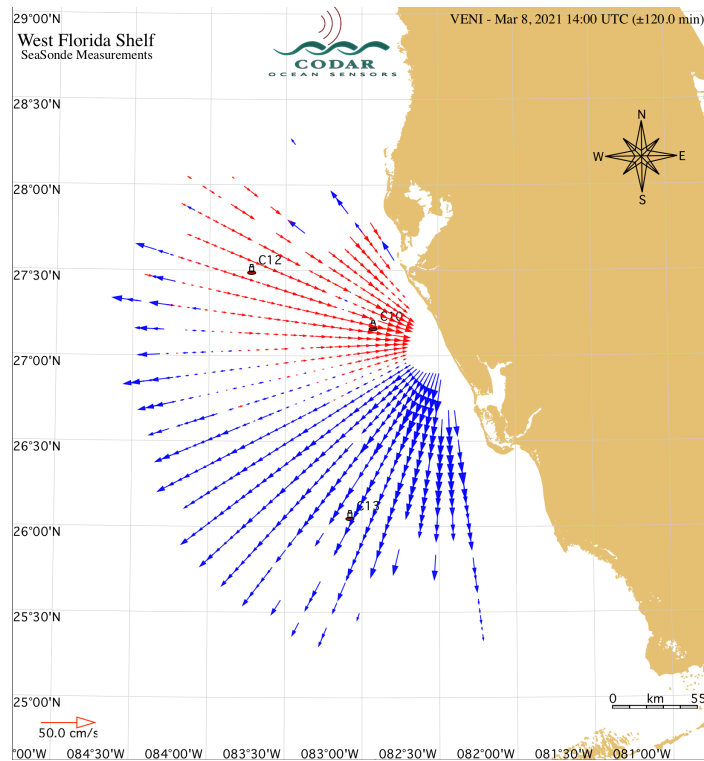 29°00'N
VENI - Mar 8, 2021 14:00 UTC (±120.0 min)
West Florida Shelf
SeaSonde Measurements
CODAR
OCEAN SENSORS
28°30'N
N
W
E
S
28°00'N
C12
27°30'N
C10
27°00'N
26°30'N
C13
26°00'N
25°30'N
25°00'N
0 km 55
50.0 cm/s
°00'W 084°30'W 084°00'W 083°30'W 083°00'W 082°30'W 082°00'W 081°30'W 081°00'W